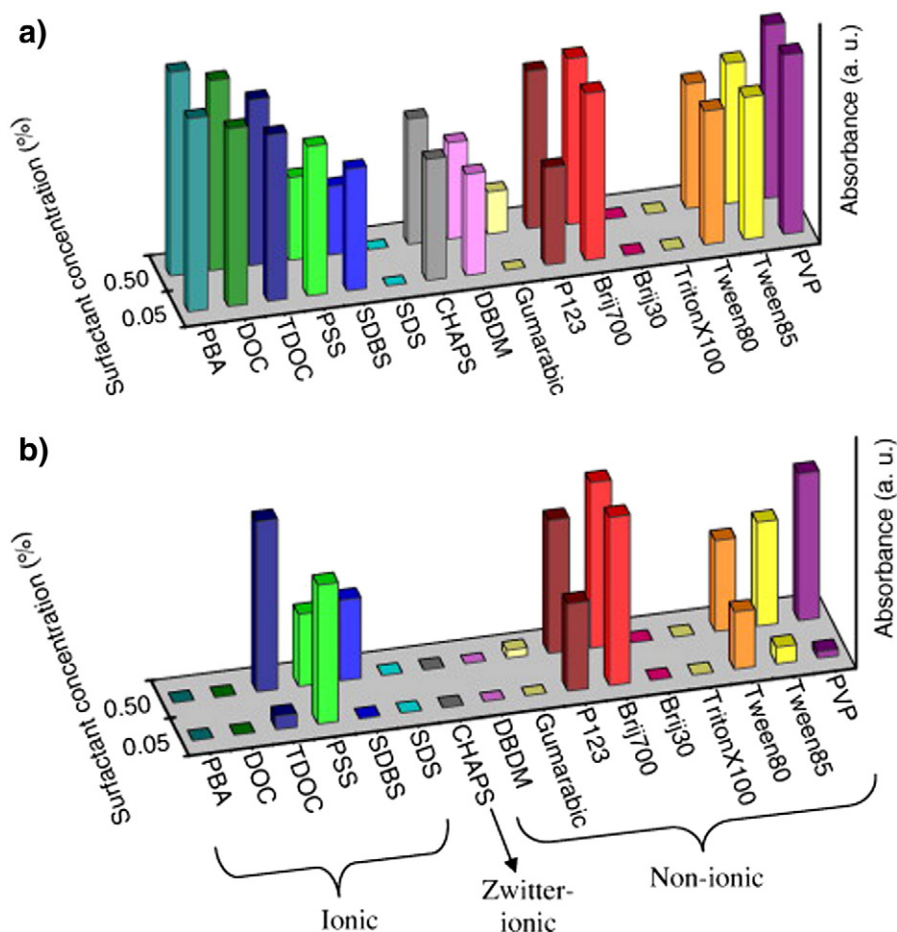 a)
Absorbance (a. u.)
Surfactant concentration (%)
0.50
0.05
PBA
DOC
TDOC
PSS
SDBS
SDS
CHAPS
DBDM
Gumarabic
P123
Brij700
Brij30
TritonX100
Tween80
Tween85
PVP
b)
Absorbance (a. u.)
Surfactant concentration (%)
0.50
0.05
PBA
DOC
TDOC
PSS
SDBS
SDS
CHAPS
DBDM
Gumarabic
P123
Brij700
Brij30
TritonX100
Tween80
Tween85
PVP
Ionic
Zwitter-
ionic
Non-ionic